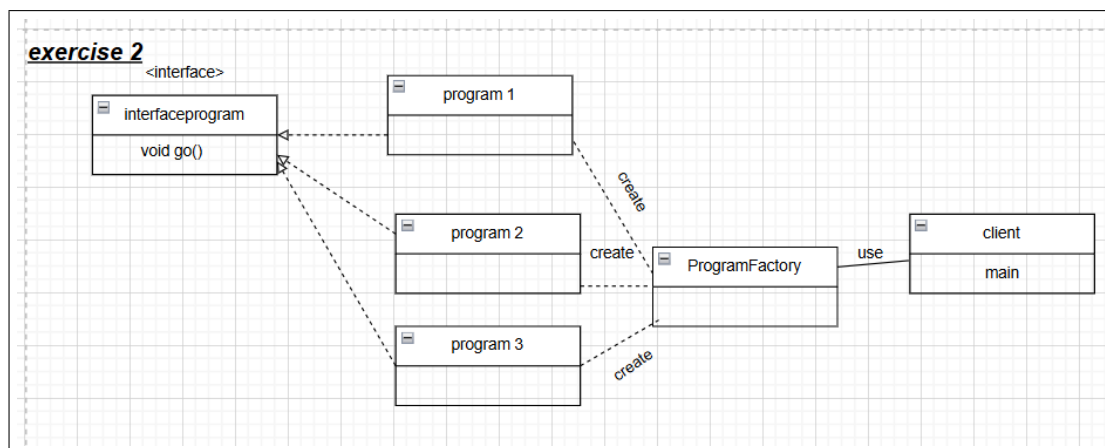 exercise 2
<interface>
interfaceprogram
void go()
program 1
create
program 2
create
program 3
create
ProgramFactory
use
client
main